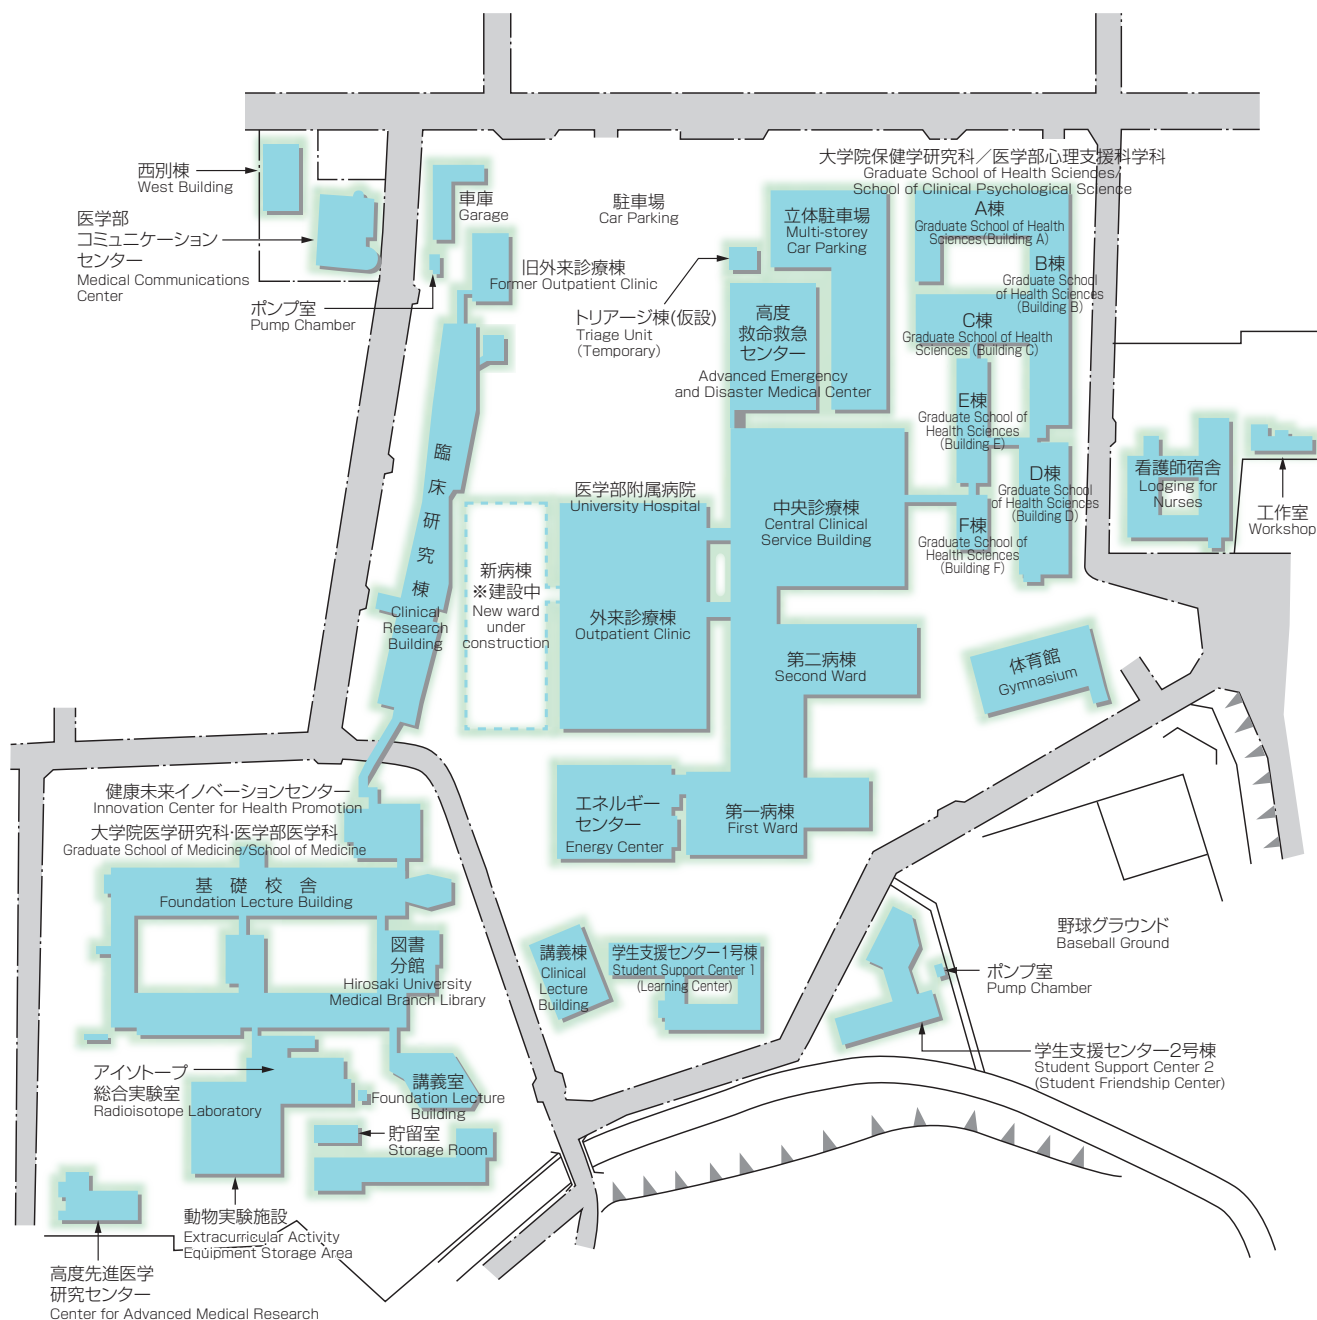 西別棟
West Building
医学部
コミュニケーション
センター
Medical Communications
Center
車庫
Garage
ポンプ室
Pump Chamber
旧外来診療棟
Former Outpatient Clinic
駐車場
Car Parking
立体駐車場
Multi-storey
Car Parking
トリアージ棟(仮設)
Triage Unit
(Temporary)
高度
救命救急
センター
Advanced Emergency
and Disaster Medical Center
大学院保健学研究科／医学部心理支援科学科
Graduate School of Health Sciences/
School of Clinical Psychological Science
A棟
Graduate School of Health
Sciences(Building A)
B棟
Graduate School
of Health Sciences
(Building B)
C棟
Graduate School of Health
Sciences (Building C)
E棟
Graduate School of
Health Sciences
(Building E)
D棟
Graduate School
of Health Sciences
(Building D)
F棟
Graduate School of
Health Sciences
(Building F)
看護師宿舎
Lodging for
Nurses
工作室
Workshop
臨床研究棟
Clinical
Research
Building
新病棟
※建設中
New ward
under
construction
医学部附属病院
University Hospital
外来診療棟
Outpatient Clinic
中央診療棟
Central Clinical
Service Building
第二病棟
Second Ward
体育館
Gymnasium
エネルギー
センター
Energy Center
第一病棟
First Ward
健康未来イノベーションセンター
Innovation Center for Health Promotion
大学院医学研究科・医学部医学科
Graduate School of Medicine/School of Medicine
基礎校舎
Foundation Lecture Building
図書
分館
Hirosaki University
Medical Branch Library
講義棟
Clinical
Lecture
Building
学生支援センター1号棟
Student Support Center 1
(Learning Center)
野球グラウンド
Baseball Ground
ポンプ室
Pump Chamber
学生支援センター2号棟
Student Support Center 2
(Student Friendship Center)
アイソトープ
総合実験室
Radioisotope Laboratory
講義室
Foundation Lecture
Building
貯留室
Storage Room
動物実験施設
Extracurricular Activity
Equipment Storage Area
高度先進医学
研究センター
Center for Advanced Medical Research